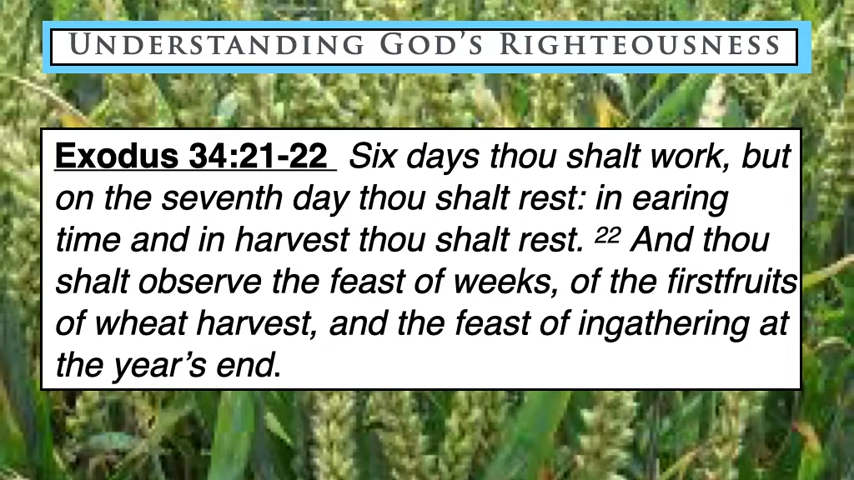 Understanding God's Righteousness
Exodus 34:21-22 Six days thou shalt work, but
on the seventh day thou shalt rest: in earing
time and in harvest thou shalt rest. 22 And thou
shalt observe the feast of weeks, of the firstfruits
of wheat harvest, and the feast of ingathering at
the year’s end.